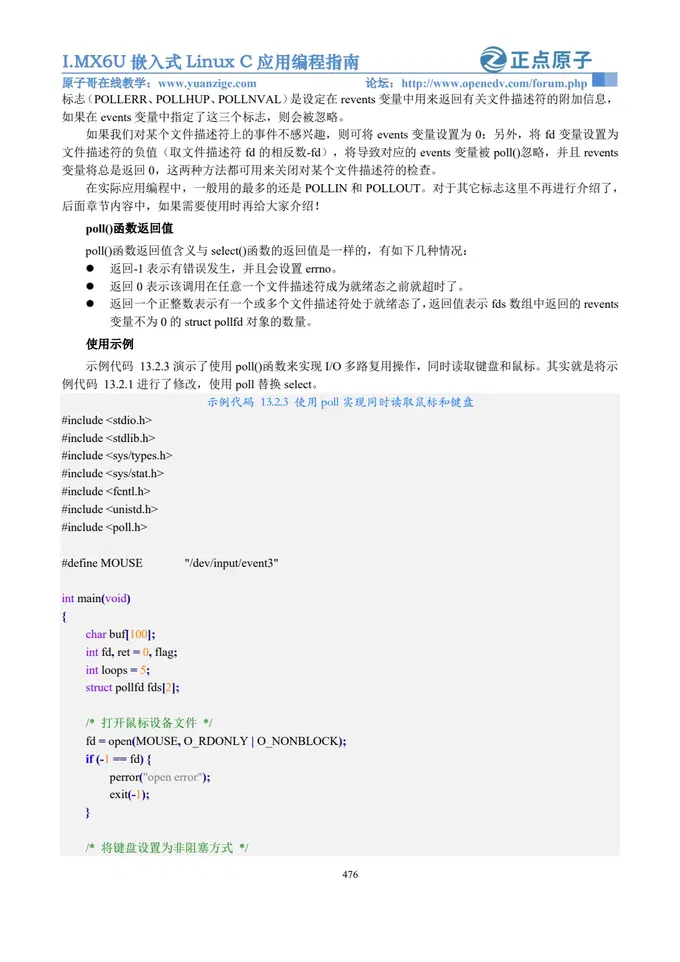 I.MX6U 嵌入式 Linux C 应用编程指南
正点原子
原子哥在线教学：www.yuanzige.com 论坛：http://www.openedv.com/forum.php
标志（POLLERR、POLLHUP、POLLNVAL）是设定在 revents 变量中用来返回有关文件描述符的附加信息，
如果在 events 变量中指定了这三个标志，则会被忽略。
如果我们对某个文件描述符上的事件不感兴趣，则可将 events 变量设置为 0；另外，将 fd 变量设置为
文件描述符的负值（取文件描述符 fd 的相反数-fd），将导致对应的 events 变量被 poll()忽略，并且 revents
变量将总是返回 0，这两种方法都可用来关闭对某个文件描述符的检查。
在实际应用编程中，一般用的最多的还是 POLLIN 和 POLLOUT。对于其它标志这里不再进行介绍了，
后面章节内容中，如果需要使用时再给大家介绍！
poll()函数返回值
poll()函数返回值含义与 select()函数的返回值是一样的，有如下几种情况：
● 返回-1 表示有错误发生，并且会设置 errno。
● 返回 0 表示该调用在任意一个文件描述符成为就绪态之前就超时了。
● 返回一个正整数表示有一个或多个文件描述符处于就绪态了，返回值表示 fds 数组中返回的 revents
变量不为 0 的 struct pollfd 对象的数量。
使用示例
示例代码 13.2.3 演示了使用 poll()函数来实现 I/O 多路复用操作，同时读取键盘和鼠标。其实就是将示
例代码 13.2.1 进行了修改，使用 poll 替换 select。
示例代码 13.2.3 使用 poll 实现同时读取鼠标和键盘
#include <stdio.h>
#include <stdlib.h>
#include <sys/types.h>
#include <sys/stat.h>
#include <fcntl.h>
#include <unistd.h>
#include <poll.h>
#define MOUSE "/dev/input/event3"
int main(void)
{
char buf[100];
int fd, ret = 0, flag;
int loops = 5;
struct pollfd fds[2];
/* 打开鼠标设备文件 */
fd = open(MOUSE, O_RDONLY | O_NONBLOCK);
if (-1 == fd) {
perror("open error");
exit(-1);
}
/* 将键盘设置为非阻塞方式 */
476